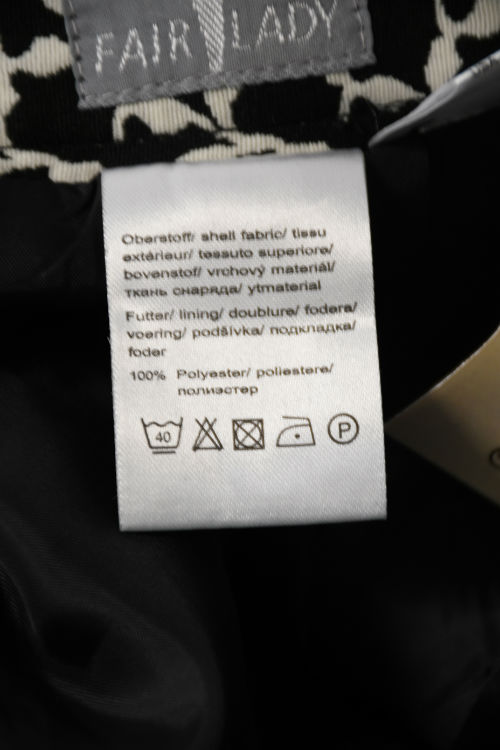 FAIR LADY
Oberstoff/ shell fabric/ tissu
extérieur/ tessuto superiore/
bovenstof/ vrchový materiál/
ткань снаряда/ ytmaterial
Futter/ lining/ doublure/ fodera/
voering/ podšívka/ подкладка/
foder
100% Polyester/ poliestere/
полиэстер
40 P